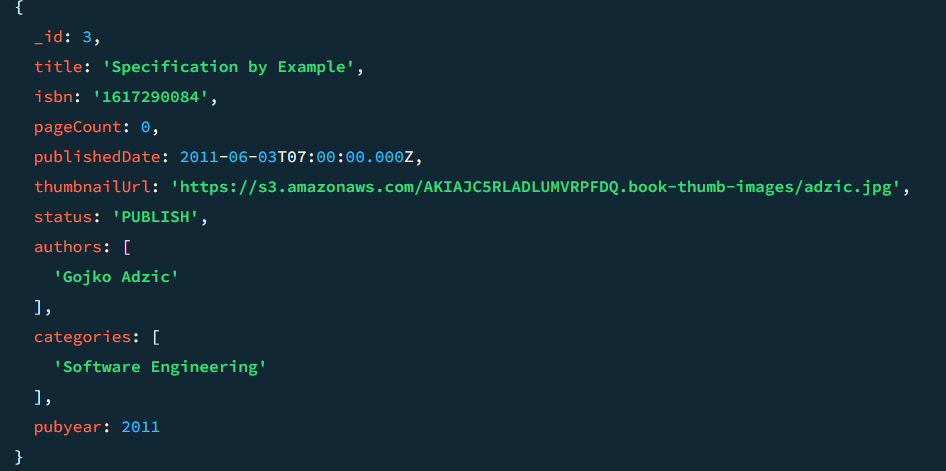 {
_id: 3,
title: 'Specification by Example',
isbn: '1617290084',
pageCount: 0,
publishedDate: 2011-06-03T07:00:00.000Z,
thumbnailUrl: 'https://s3.amazonaws.com/AKIAJC5RLADLUMVRPFDQ.book-thumb-images/adzic.jpg',
status: 'PUBLISH',
authors: [
'Gojko Adzic'
],
categories: [
'Software Engineering'
],
pubyear: 2011
}